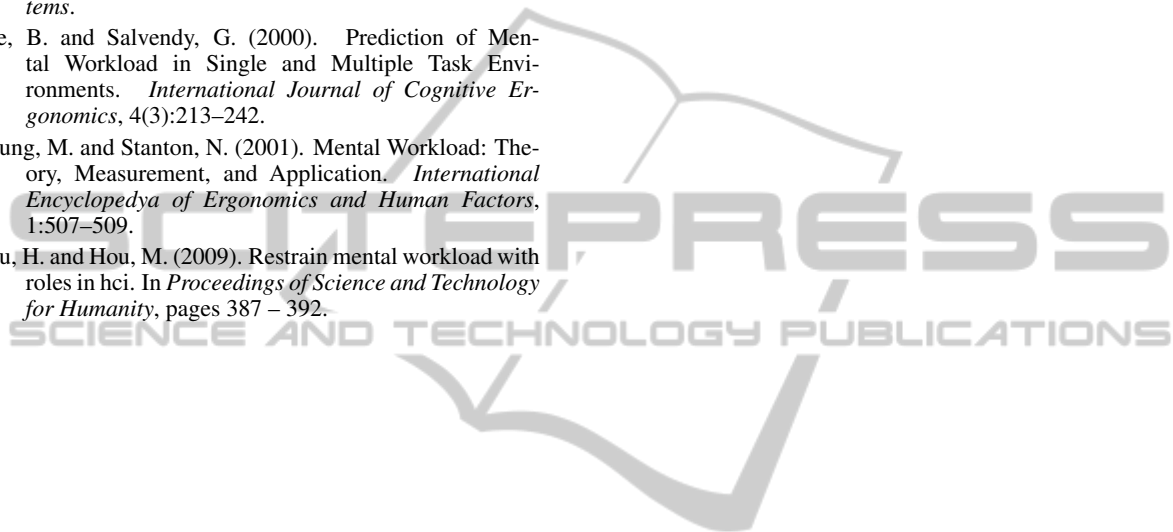 tems.
e, B. and Salvendy, G. (2000). Prediction of Men-
tal Workload in Single and Multiple Task Envi-
ronments. International Journal of Cognitive Er-
gonomics, 4(3):213–242.
ung, M. and Stanton, N. (2001). Mental Workload: The-
ory, Measurement, and Application. International
Encyclopedya of Ergonomics and Human Factors,
1:507–509.
u, H. and Hou, M. (2009). Restrain mental workload with
roles in hci. In Proceedings of Science and Technology
for Humanity, pages 387 – 392.
SCITEPRESS
SCIENCE AND TECHNOLOGY PUBLICATIONS